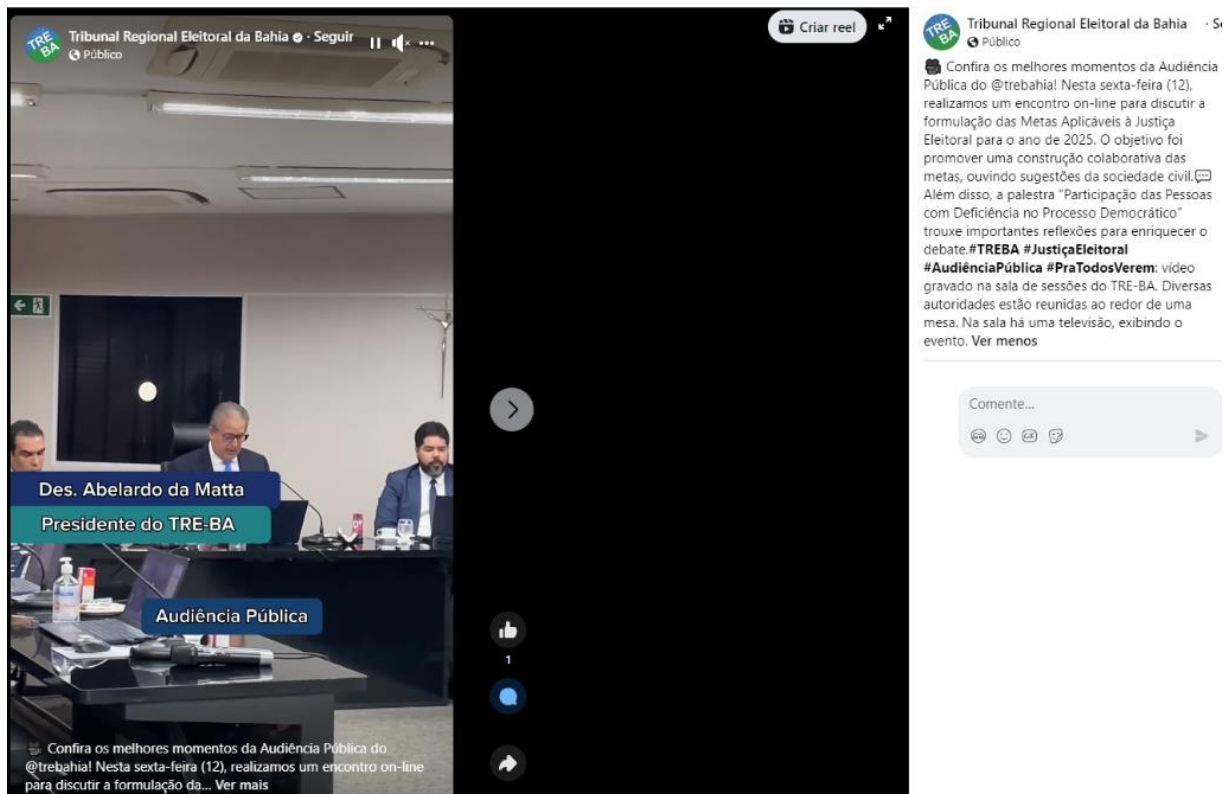 TRE
BA
Tribunal Regional Eleitoral da Bahia · Seguir
Público
Criar reel
Des. Abelardo da Matta
Presidente do TRE-BA
Audiência Pública
1
Confira os melhores momentos da Audiência Pública do
@trebahia! Nesta sexta-feira (12), realizamos um encontro on-line
para discutir a formulação da... Ver mais
TRE
BA
Tribunal Regional Eleitoral da Bahia · Se
Público
Confira os melhores momentos da Audiência
Pública do @trebahia! Nesta sexta-feira (12),
realizamos um encontro on-line para discutir a
formulação das Metas Aplicáveis à Justiça
Eleitoral para o ano de 2025. O objetivo foi
promover uma construção colaborativa das
metas, ouvindo sugestões da sociedade civil.💬
Além disso, a palestra "Participação das Pessoas
com Deficiência no Processo Democrático"
trouxe importantes reflexões para enriquecer o
debate.#TREBA #JustiçaEleitoral
#AudiênciaPública #PraTodosVerem: vídeo
gravado na sala de sessões do TRE-BA. Diversas
autoridades estão reunidas ao redor de uma
mesa. Na sala há uma televisão, exibindo o
evento. Ver menos
Comente...
GIF